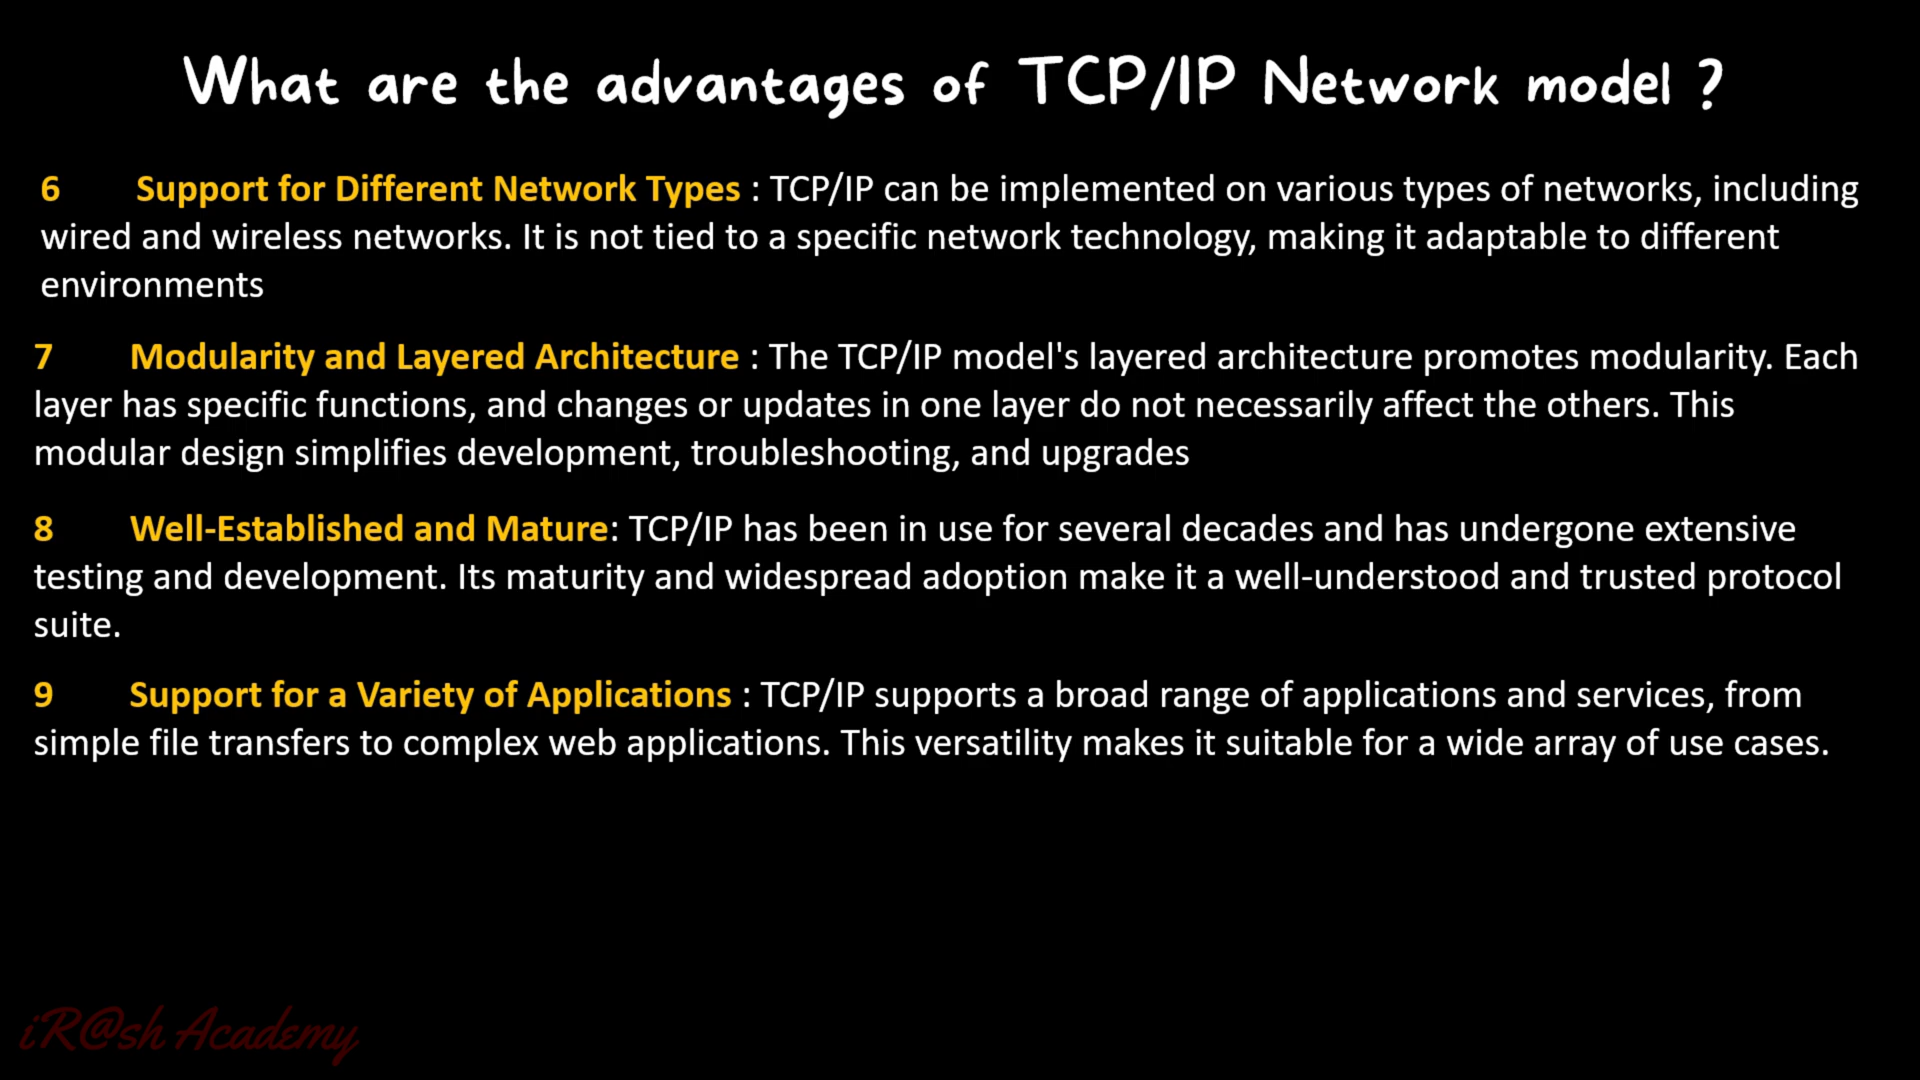 What are the advantages of TCP/IP Network model ?
6 Support for Different Network Types : TCP/IP can be implemented on various types of networks, including
wired and wireless networks. It is not tied to a specific network technology, making it adaptable to different
environments
7 Modularity and Layered Architecture : The TCP/IP model's layered architecture promotes modularity. Each
layer has specific functions, and changes or updates in one layer do not necessarily affect the others. This
modular design simplifies development, troubleshooting, and upgrades
8 Well-Established and Mature: TCP/IP has been in use for several decades and has undergone extensive
testing and development. Its maturity and widespread adoption make it a well-understood and trusted protocol
suite.
9 Support for a Variety of Applications : TCP/IP supports a broad range of applications and services, from
simple file transfers to complex web applications. This versatility makes it suitable for a wide array of use cases.
iR@sh Academy